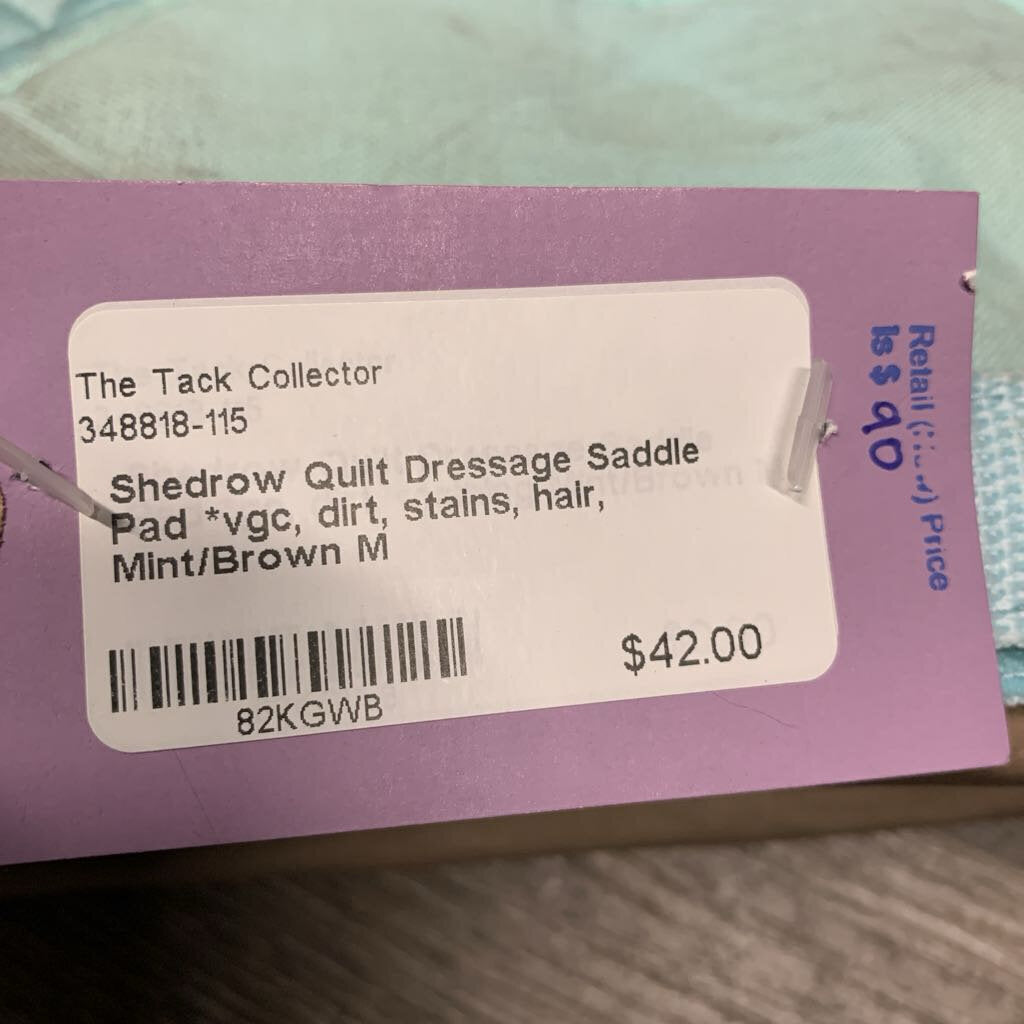 The Tack Collector
348818-115
Shedrow Quilt Dressage Saddle
Pad *vgc, dirt, stains, hair,
Mint/Brown M
$42.00
82KGWB
Retail Price
is $ 90